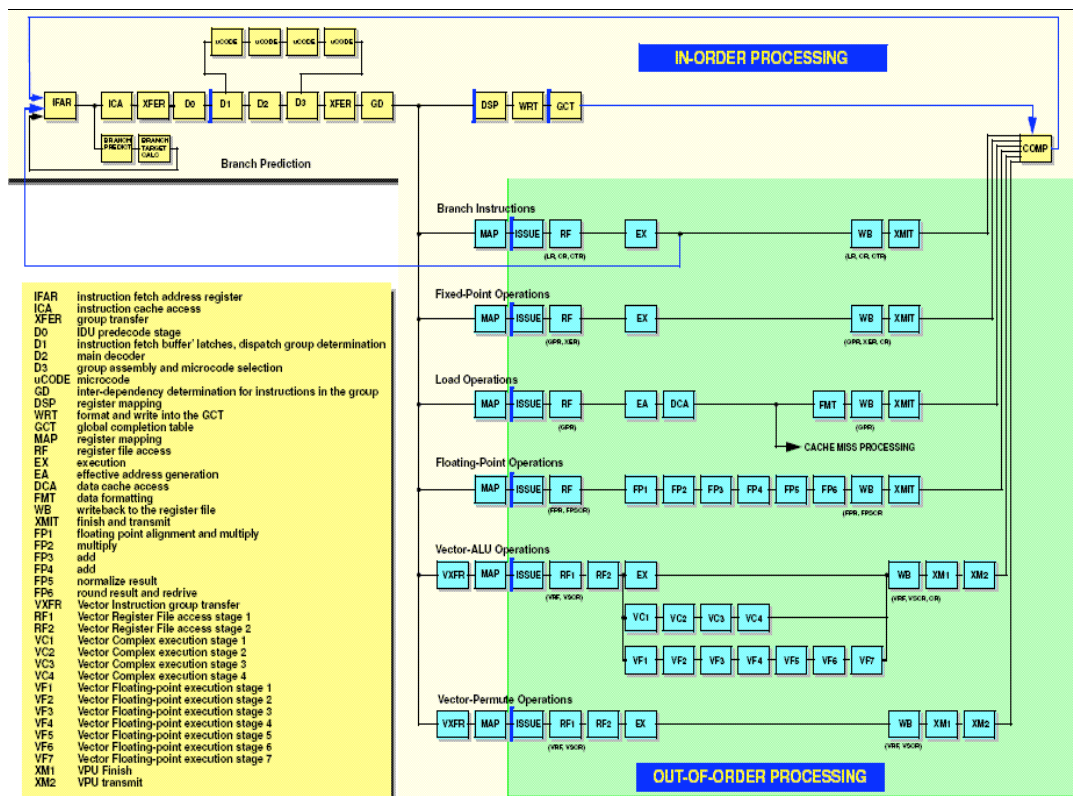 uCODE uCODE uCODE uCODE
IN-ORDER PROCESSING
IFAR ICA XFER D0 D1 D2 D3 XFER GD DSP WRT GCT
BRANCH PREDICT
BRANCH TARGET CALC
COMP
Branch Prediction
Branch Instructions
MAP ISSUE RF EX WB XMIT
(LR, CR, CTR) (LR, CR, CTR)
Fixed-Point Operations
MAP ISSUE RF EX WB XMIT
(GPR, XER) (GPR, XER, CR)
Load Operations
MAP ISSUE RF EA DCA FMT WB XMIT
(GPR) (GPR)
CACHE MISS PROCESSING
Floating-Point Operations
MAP ISSUE RF FP1 FP2 FP3 FP4 FP5 FP6 WB XMIT
(FPR, FPSCR) (FPR, FPSCR
Vector-ALU Operations
VXFR MAP ISSUE RF1 RF2 EX WB XM1 XM2
(VRF, VSCR) (VRF, VSCR, CR)
VC1 VC2 VC3 VC4
VF1 VF2 VF3 VF4 VF5 VF6 VF7
Vector-Permute Operations
VXFR MAP ISSUE RF1 RF2 EX WB XM1 XM2
(VRF, VSCR) (VRF, VSCR)
OUT-OF-ORDER PROCESSING
IFAR instruction fetch address register
ICA instruction cache access
XFER group transfer
D0 IDU predecode stage
D1 instruction fetch buffer' latches, dispatch group determination
D2 main decoder
D3 group assembly and microcode selection
uCODE microcode
GD inter-dependency determination for instructions in the group
DSP register mapping
WRT format and write into the GCT
GCT global completion table
MAP register mapping
RF register file access
EX execution
EA effective address generation
DCA data cache access
FMT data formatting
WB writeback to the register file
XMIT finish and transmit
FP1 floating point alignment and multiply
FP2 multiply
FP3 add
FP4 add
FP5 normalize result
FP6 round result and redrive
VXFR Vector Instruction group transfer
RF1 Vector Register File access stage 1
RF2 Vector Register File access stage 2
VC1 Vector Complex execution stage 1
VC2 Vector Complex execution stage 2
VC3 Vector Complex execution stage 3
VC4 Vector Complex execution stage 4
VF1 Vector Floating-point execution stage 1
VF2 Vector Floating-point execution stage 2
VF3 Vector Floating-point execution stage 3
VF4 Vector Floating-point execution stage 4
VF5 Vector Floating-point execution stage 5
VF6 Vector Floating-point execution stage 6
VF7 Vector Floating-point execution stage 7
XM1 VPU Finish
XM2 VPU transmit